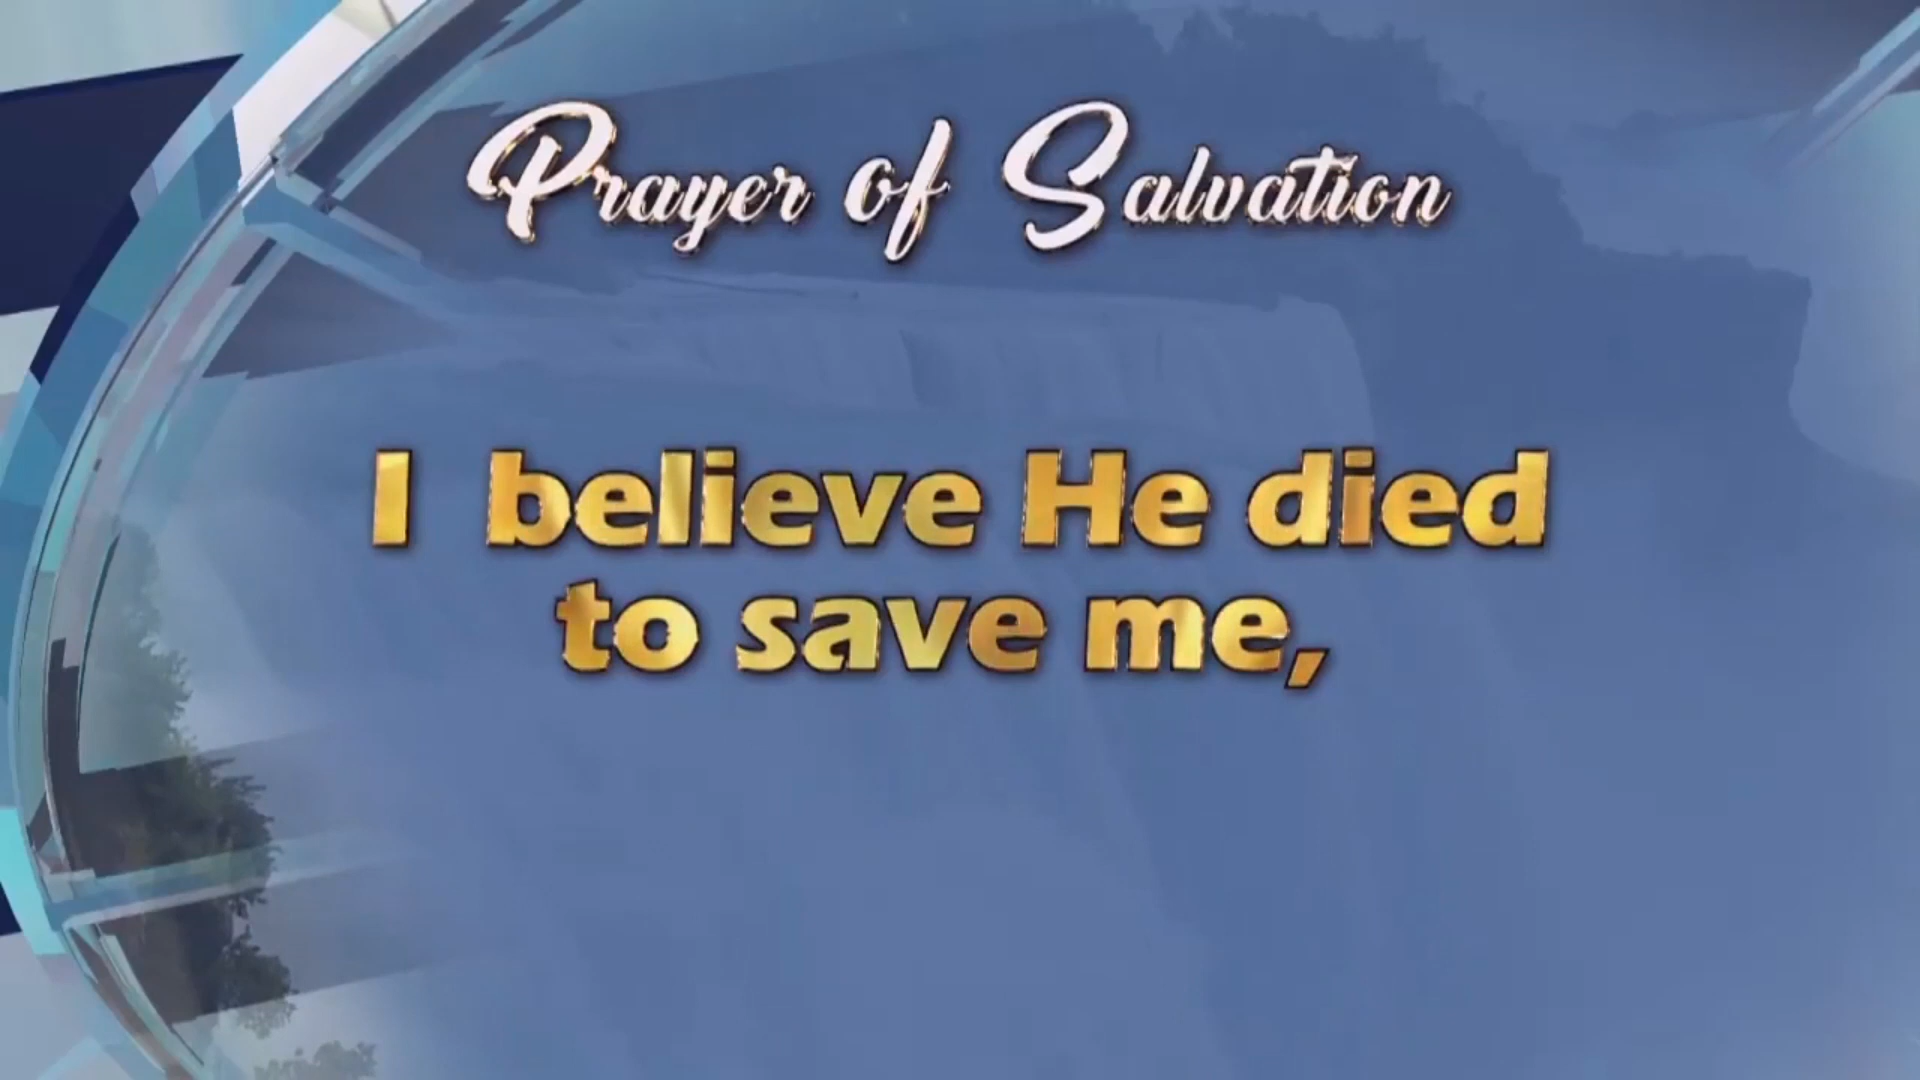 Prayer of Salvation
I believe He died
to save me,